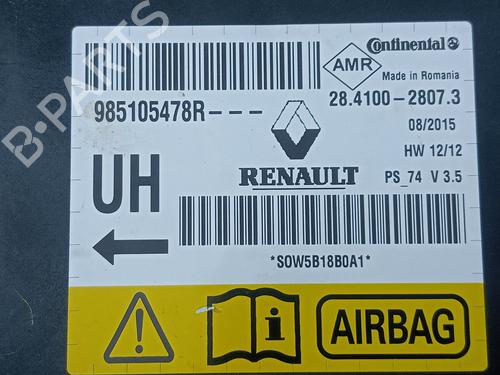 Continental
AMR
Made in Romania
985105478R---
28.4100-2807.3
08/2015
HW 12/12
UH
RENAULT
PS_74 V 3.5
*SOW5B18B0A1*
AIRBAG
B-PARTS